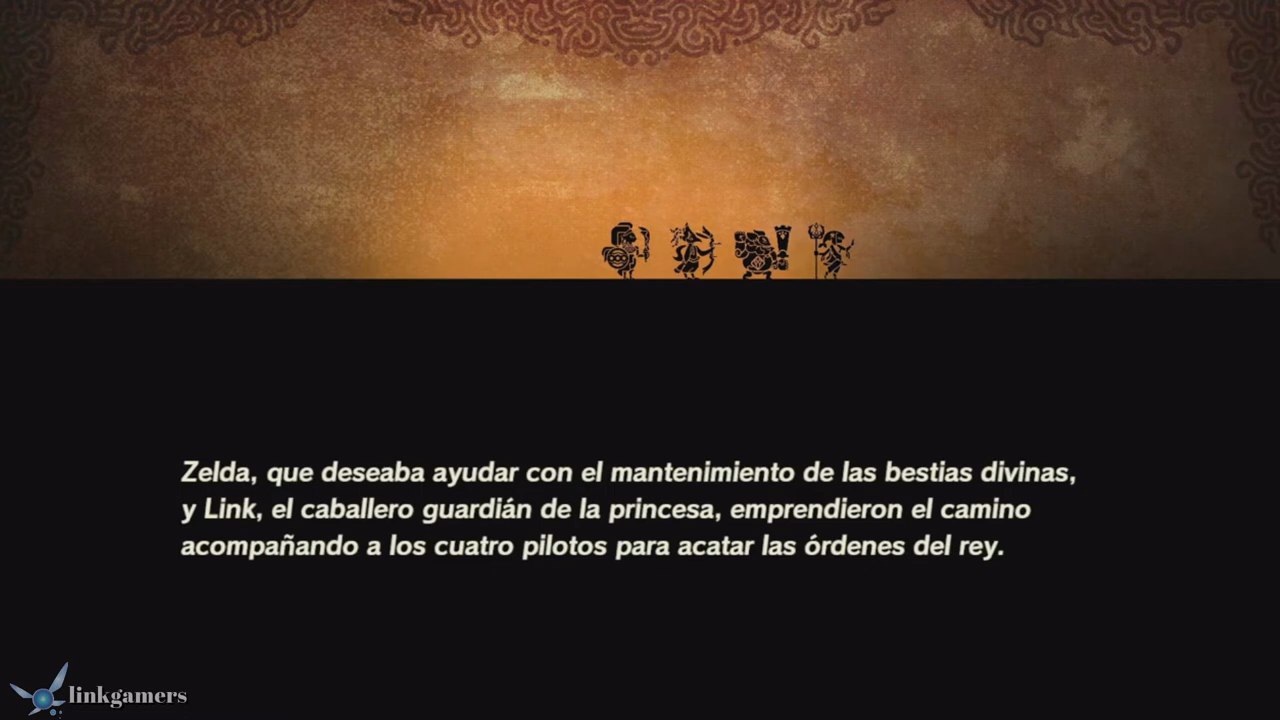 Zelda, que deseaba ayudar con el mantenimiento de las bestias divinas,
y Link, el caballero guardián de la princesa, emprendieron el camino
acompañando a los cuatro pilotos para acatar las órdenes del rey.
linkgamers